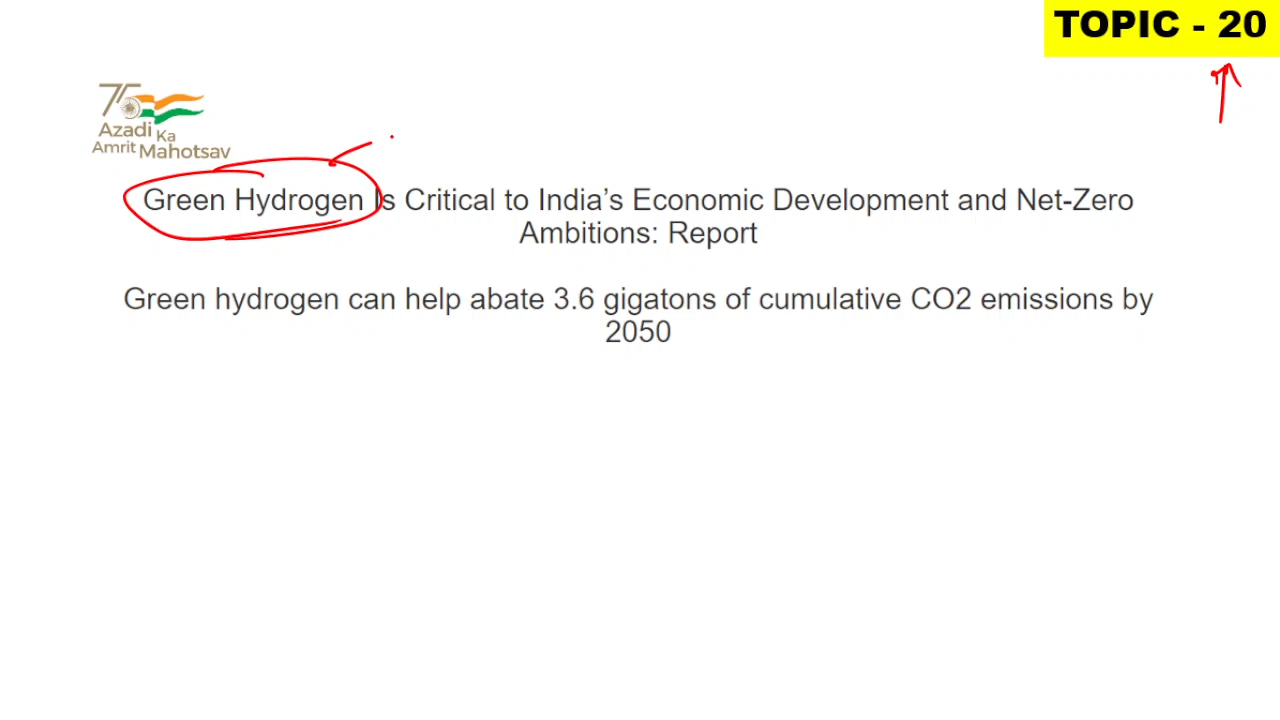 TOPIC - 20
75
Azadi Ka
Amrit Mahotsav
Green Hydrogen Is Critical to India’s Economic Development and Net-Zero
Ambitions: Report
Green hydrogen can help abate 3.6 gigatons of cumulative CO2 emissions by
2050